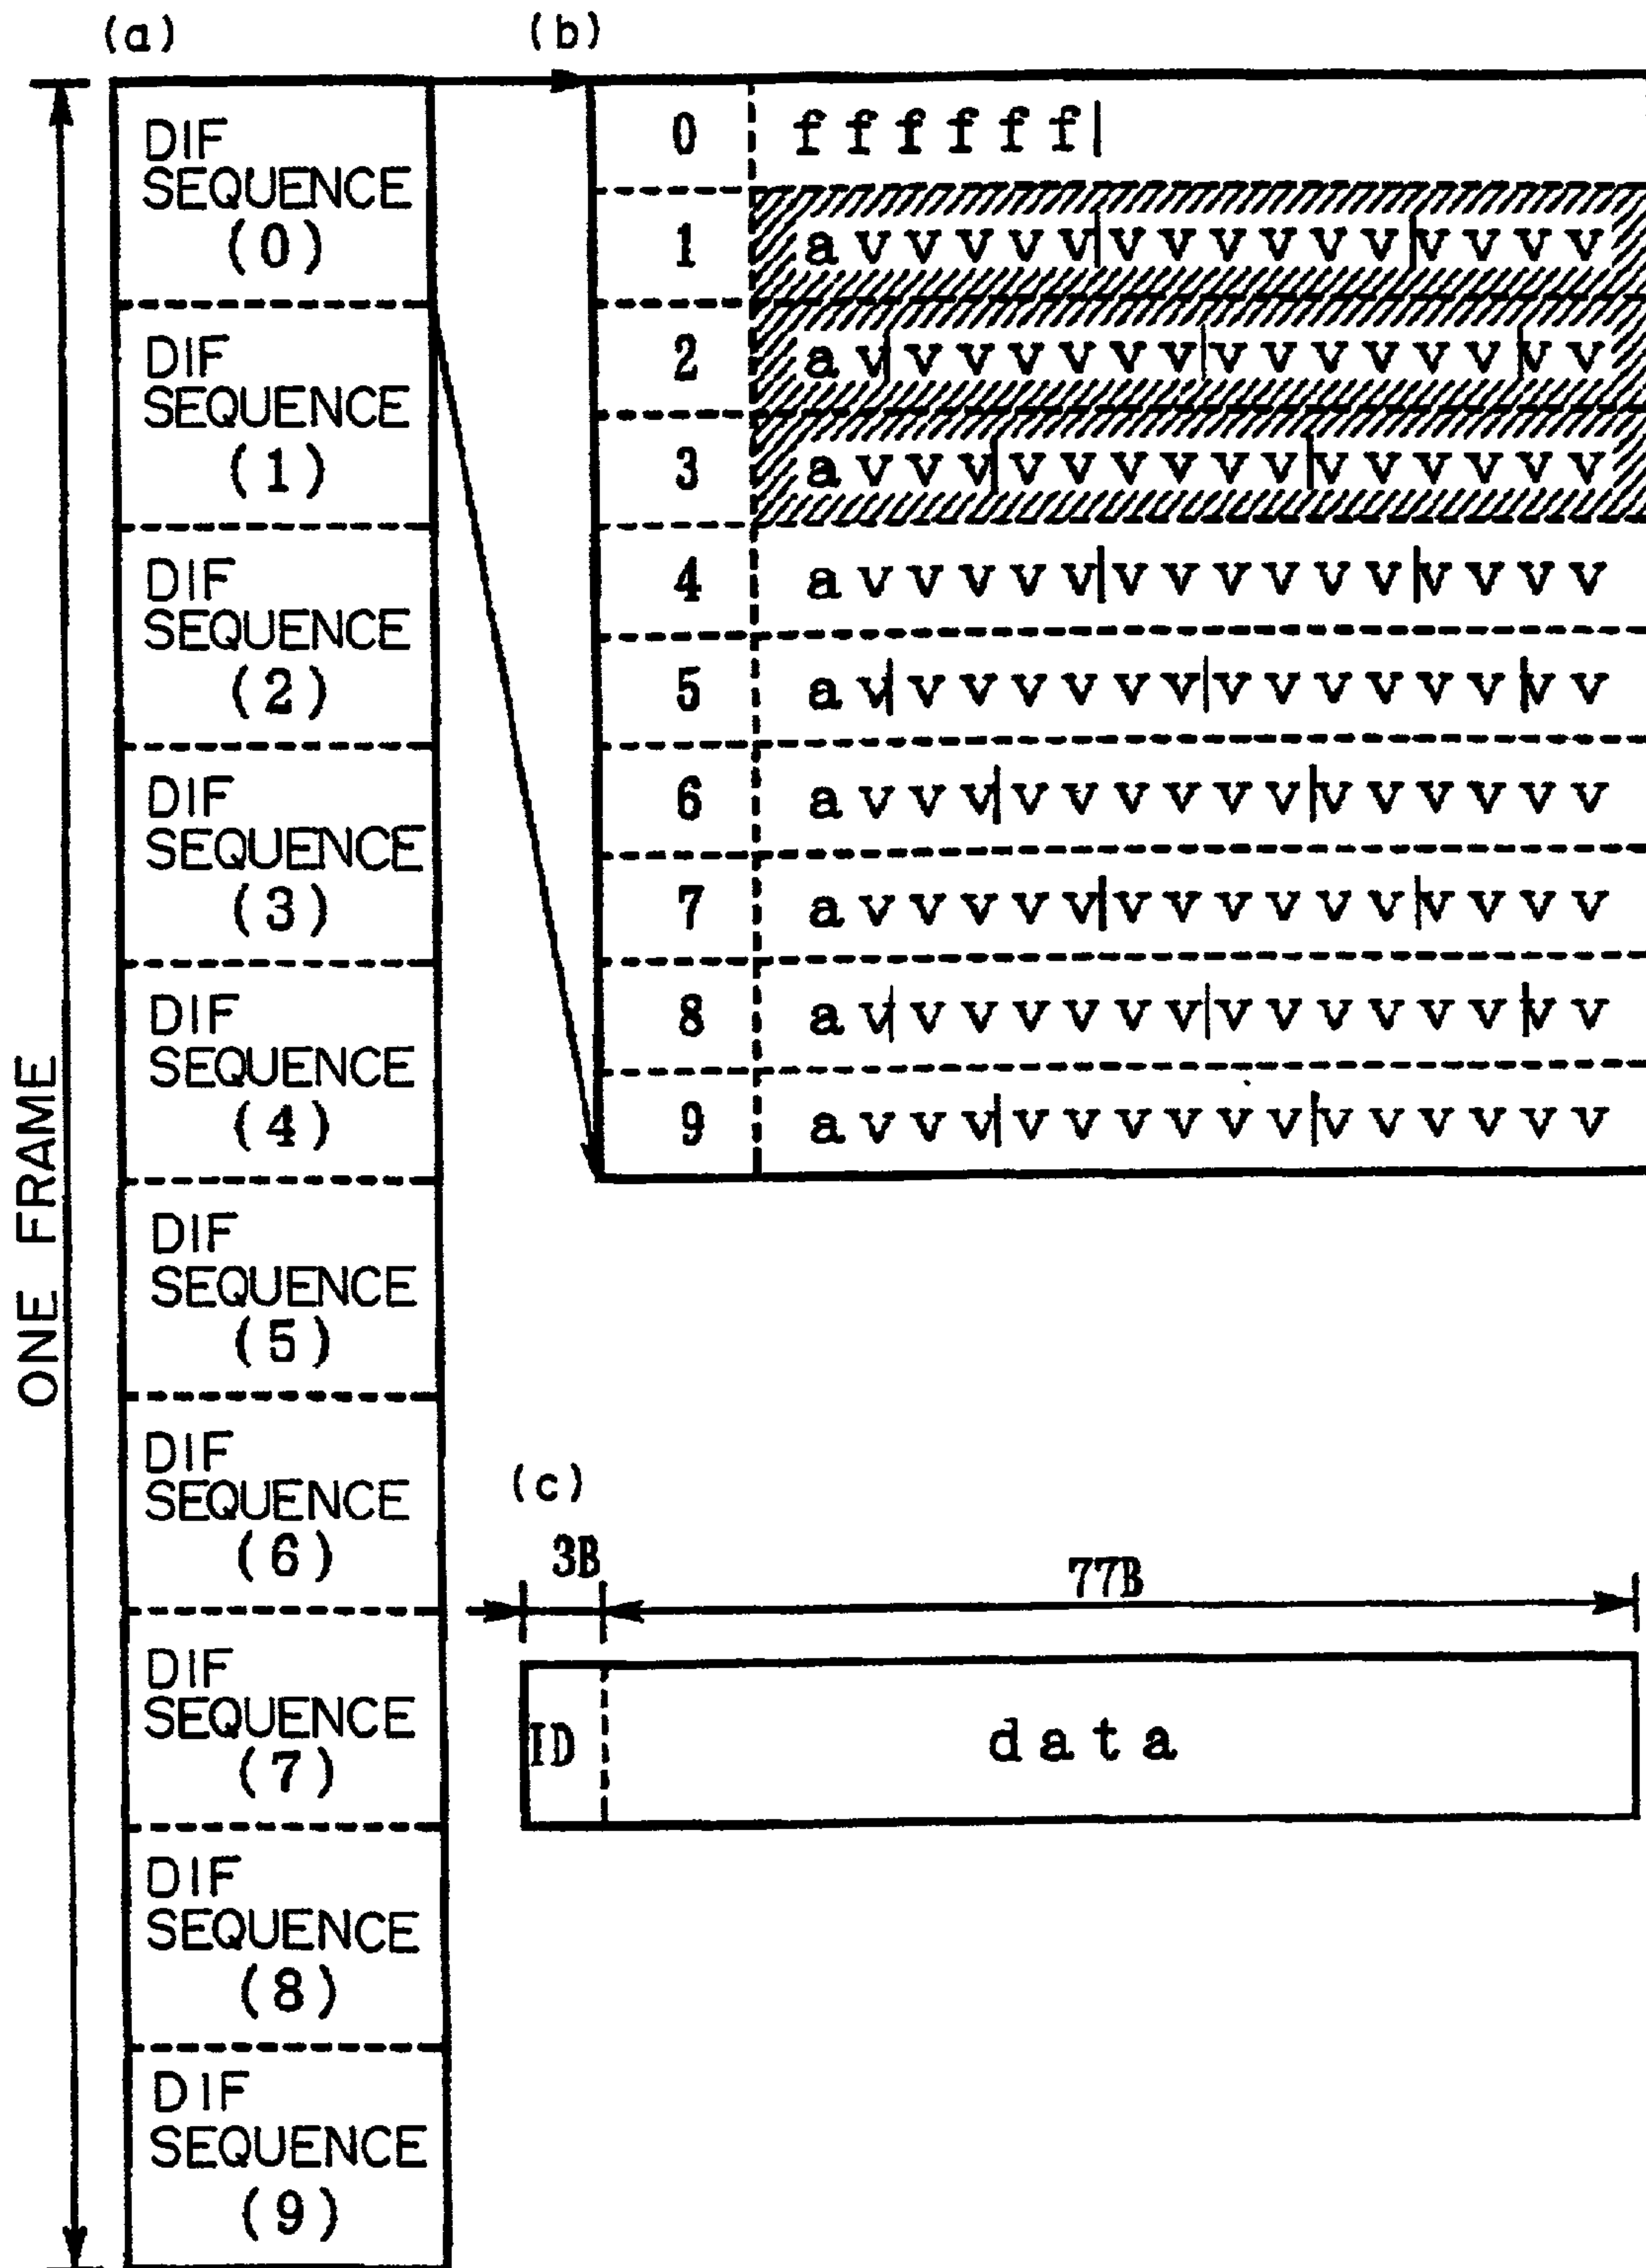 (a)
(b)
ONE FRAME
DIF
SEQUENCE
(0)
DIF
SEQUENCE
(1)
DIF
SEQUENCE
(2)
DIF
SEQUENCE
(3)
DIF
SEQUENCE
(4)
DIF
SEQUENCE
(5)
DIF
SEQUENCE
(6)
DIF
SEQUENCE
(7)
DIF
SEQUENCE
(8)
DIF
SEQUENCE
(9)
0 f f f f f f|
1 a v v v v v|v v v v v v|v v v v
2 a v|v v v v v v|v v v v v v|v v
3 a v v v|v v v v v v|v v v v v v
4 a v v v v v|v v v v v v|v v v v
5 a v|v v v v v v|v v v v v v|v v
6 a v v v|v v v v v v|v v v v v v
7 a v v v v v|v v v v v v|v v v v
8 a v|v v v v v v|v v v v v v|v v
9 a v v v|v v v v v v|v v v v v v
(c)
3B 77B
ID data